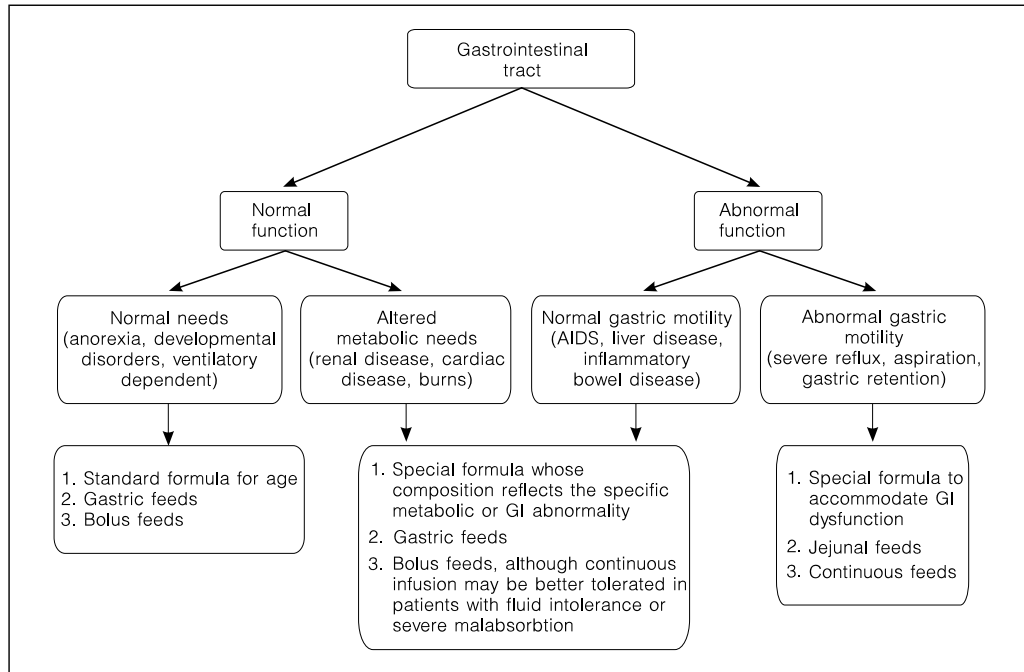 Gastrointestinal
tract
Normal
function
Abnormal
function
Normal needs
(anorexia, developmental
disorders, ventilatory
dependent)
Altered
metabolic needs
(renal disease, cardiac
disease, burns)
Normal gastric motility
(AIDS, liver disease,
inflammatory
bowel disease)
Abnormal gastric
motility
(severe reflux, aspiration,
gastric retention)
1. Standard formula for age
2. Gastric feeds
3. Bolus feeds
1. Special formula whose
composition reflects the specific
metabolic or GI abnormality
2. Gastric feeds
3. Bolus feeds, although continuous
infusion may be better tolerated in
patients with fluid intolerance or
severe malabsorbtion
1. Special formula to
accommodate GI
dysfunction
2. Jejunal feeds
3. Continuous feeds